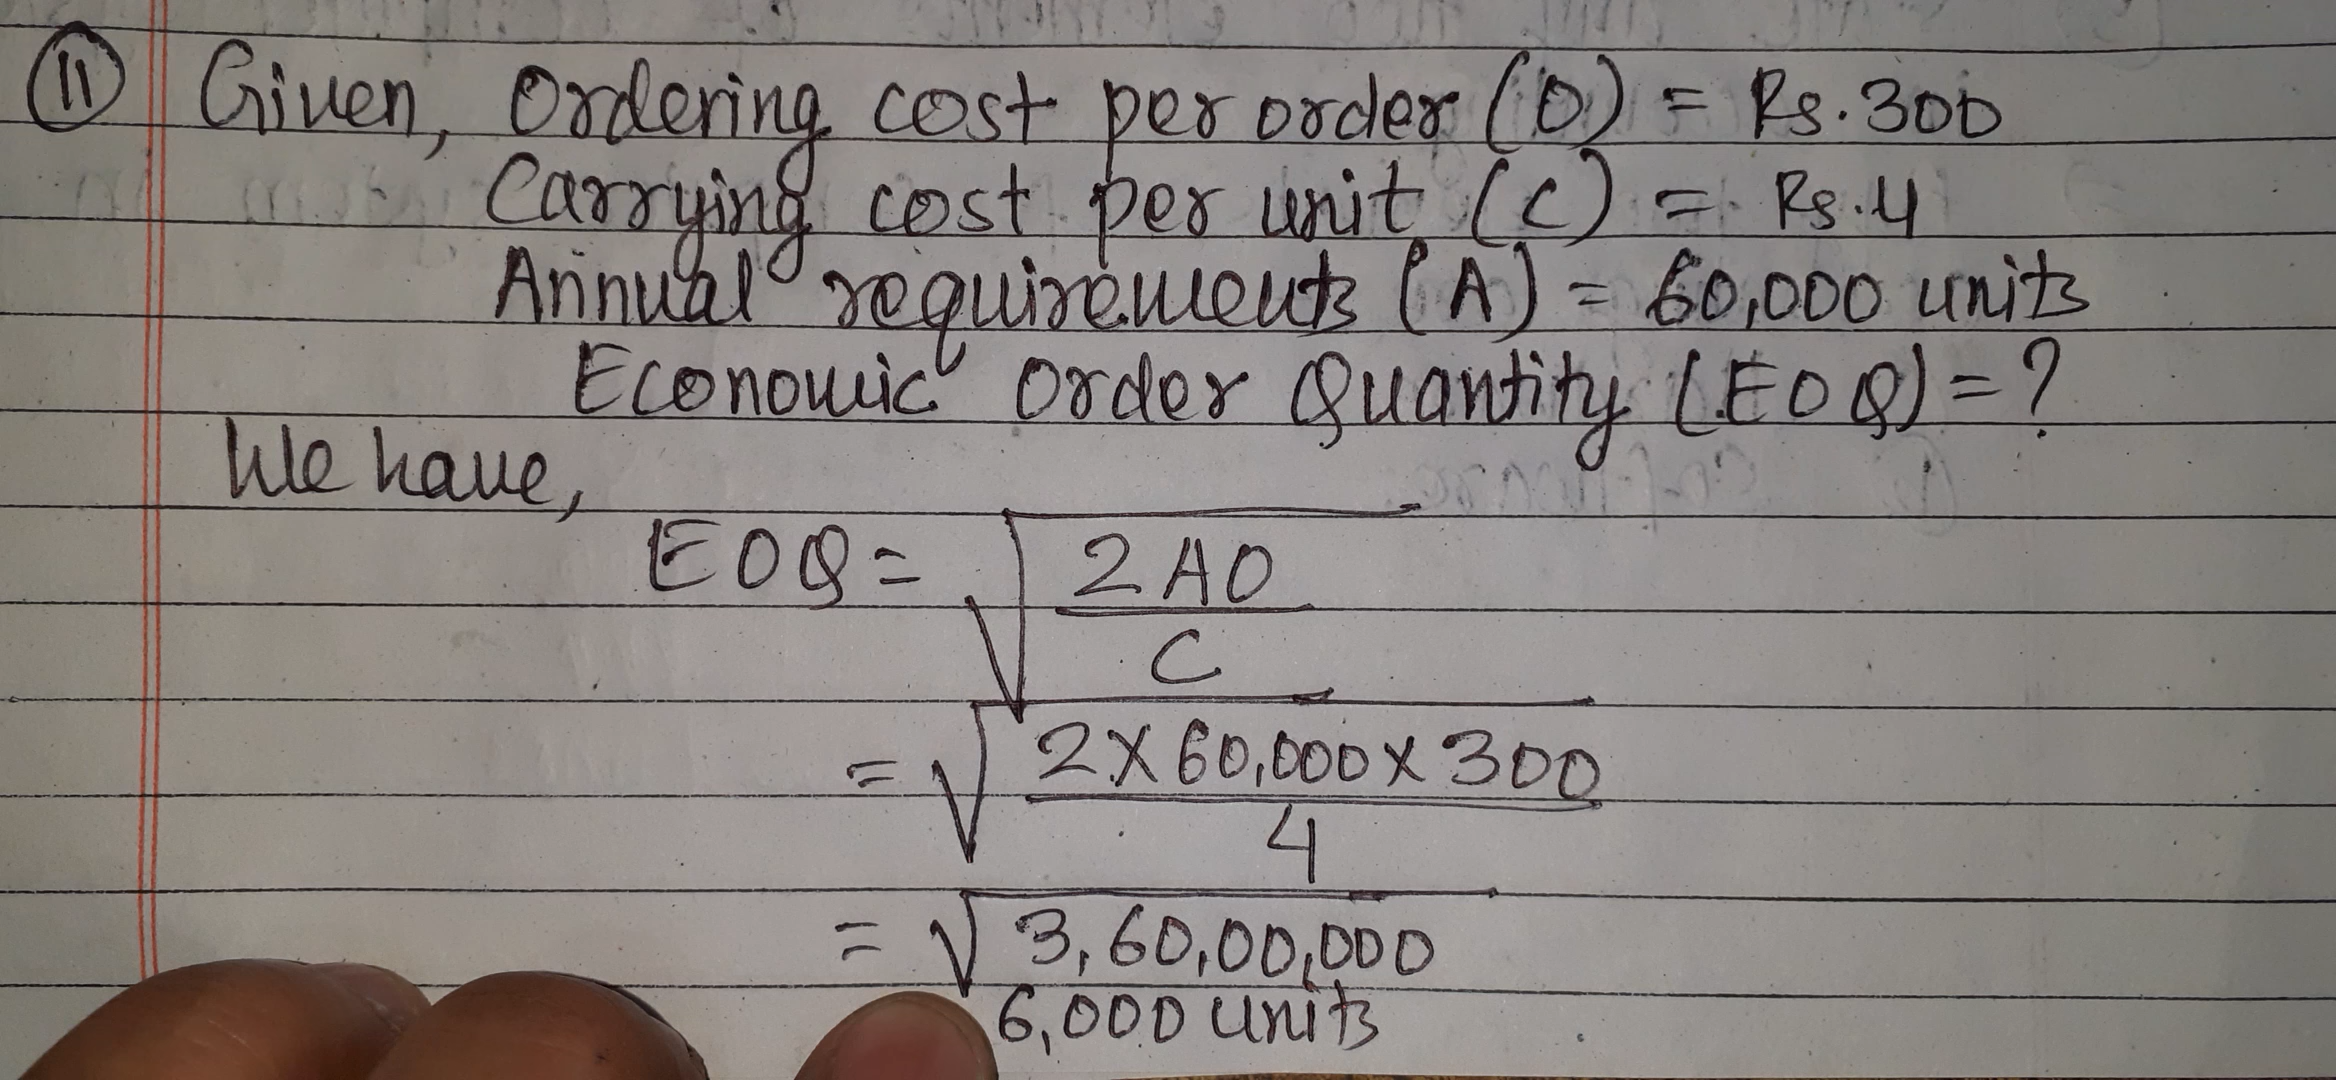 11 Given, Ordering cost per order (O) = Rs. 300
Carrying cost per unit (C) = Rs. 4
Annual requirements (A) = 60,000 units
Economic Order Quantity (EOQ) = ?
We have,
EOQ = √2AO/C
= √2×60,000×300/4
= √3,60,00,000
6,000 units